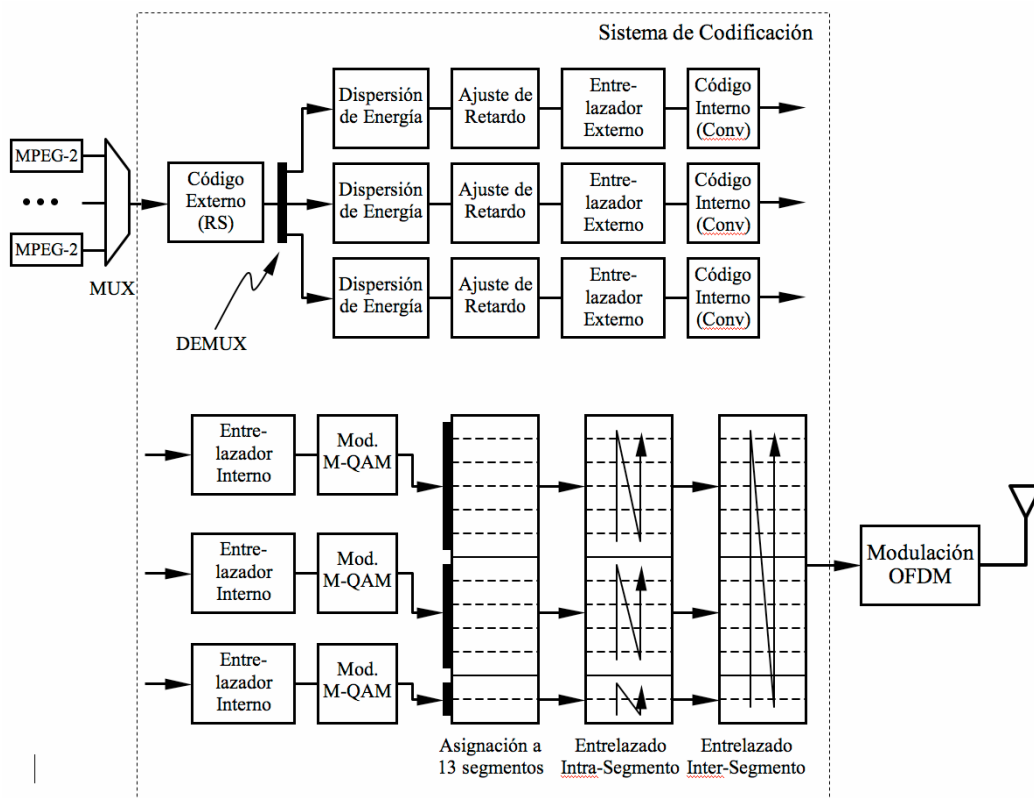 Sistema de Codificación
MPEG-2
MPEG-2
MUX
Código
Externo
(RS)
DEMUX
Dispersión
de Energía
Ajuste de
Retardo
Entre-
lazador
Externo
Código
Interno
(Conv)
Dispersión
de Energía
Ajuste de
Retardo
Entre-
lazador
Externo
Código
Interno
(Conv)
Dispersión
de Energía
Ajuste de
Retardo
Entre-
lazador
Externo
Código
Interno
(Conv)
Entre-
lazador
Interno
Mod.
M-QAM
Entre-
lazador
Interno
Mod.
M-QAM
Entre-
lazador
Interno
Mod.
M-QAM
Asignación a
13 segmentos
Entrelazado
Intra-Segmento
Entrelazado
Inter-Segmento
Modulación
OFDM